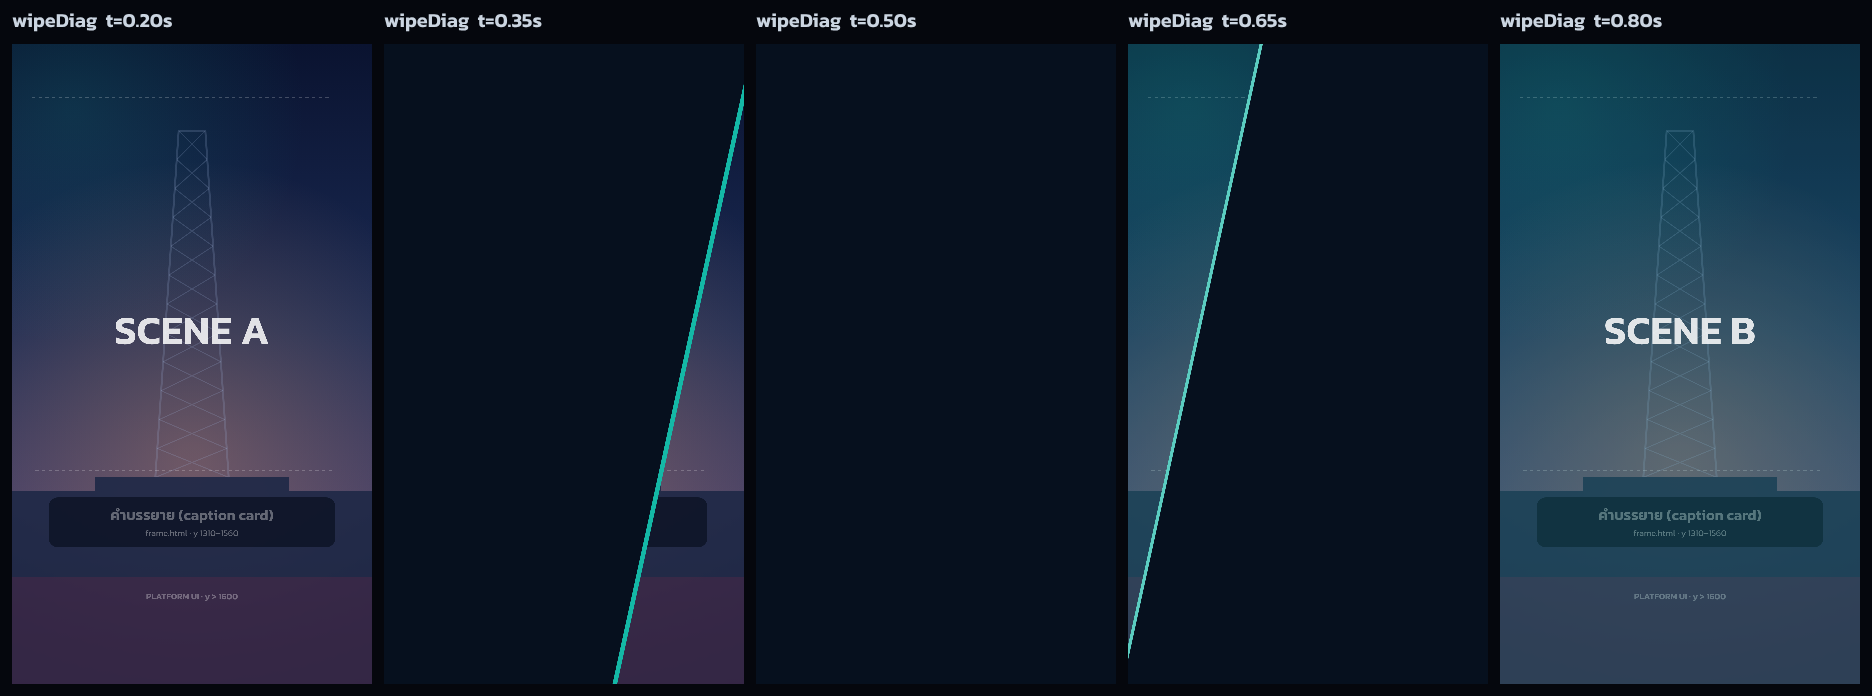 wipeDiag t=0.20s
wipeDiag t=0.35s
wipeDiag t=0.50s
wipeDiag t=0.65s
wipeDiag t=0.80s
SCENE A
คำบรรยาย (caption card)
frame.html · y 1310–1560
PLATFORM UI · y > 1600
SCENE B
คำบรรยาย (caption card)
frame.html · y 1310–1560
PLATFORM UI · y > 1600